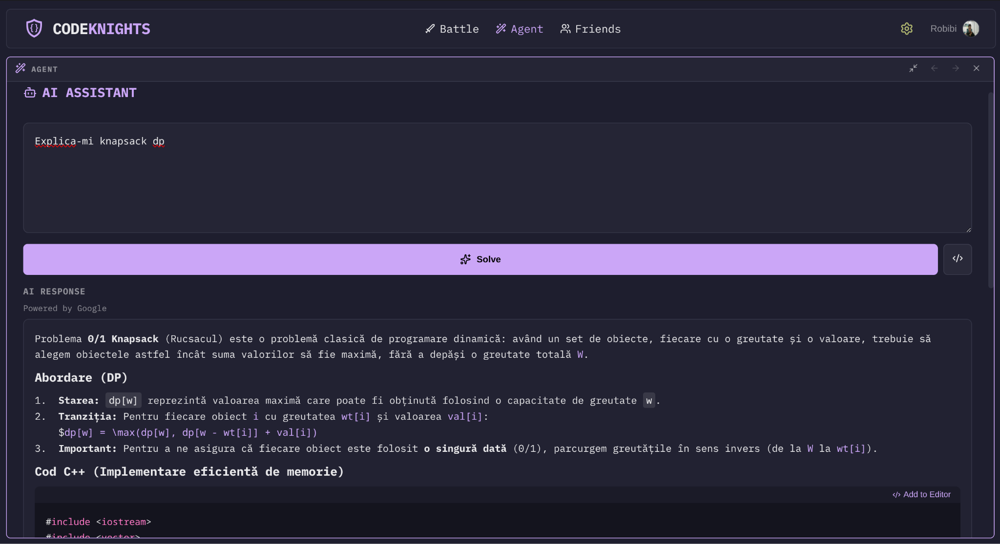 CODEKNIGHTS
Battle
Agent
Friends
Robibi
AGENT
AI ASSISTANT
Explica-mi knapsack dp
Solve
</>
AI RESPONSE
Powered by Google
Problema 0/1 Knapsack (Rucsacul) este o problemă clasică de programare dinamică: având un set de obiecte, fiecare cu o greutate și o valoare, trebuie să
alegem obiectele astfel încât suma valorilor să fie maximă, fără a depăși o greutate totală W.
Abordare (DP)
1. Starea: dp[w] reprezintă valoarea maximă care poate fi obținută folosind o capacitate de greutate w.
2. Tranziția: Pentru fiecare obiect i cu greutatea wt[i] și valoarea val[i]:
$dp[w] = \max(dp[w], dp[w - wt[i]] + val[i])
3. Important: Pentru a ne asigura că fiecare obiect este folosit o singură dată (0/1), parcurgem greutățile în sens invers (de la W la wt[i]).
Cod C++ (Implementare eficientă de memorie)
</> Add to Editor
#include <iostream>
#include <vector>